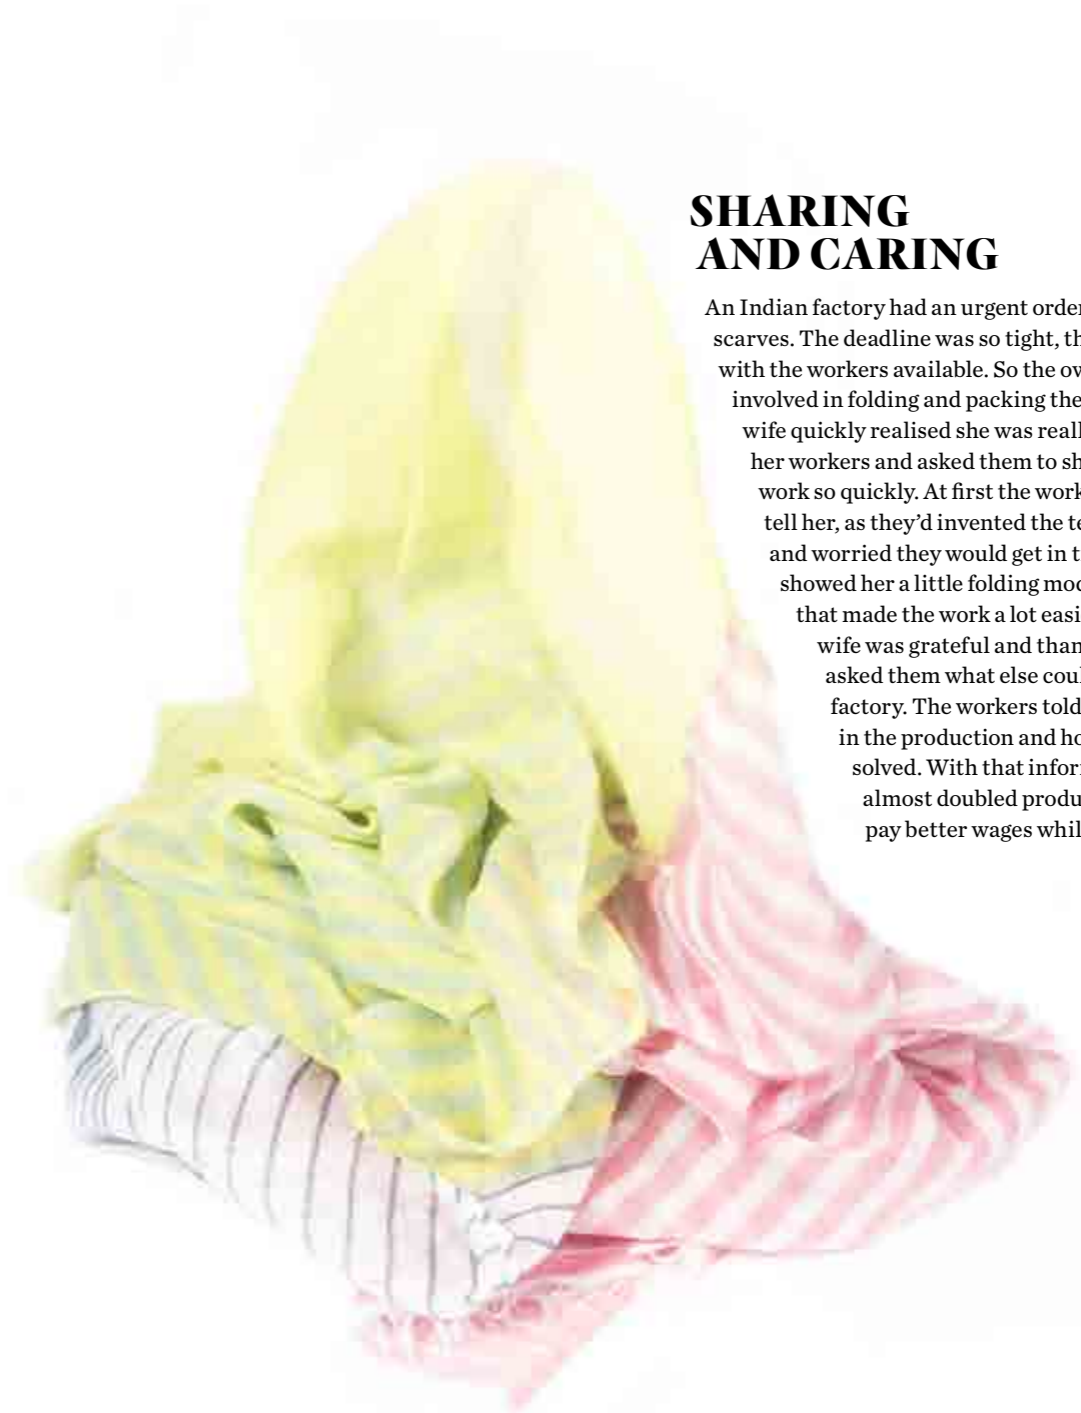 SHARING
AND CARING
An Indian factory had an urgent order
scarves. The deadline was so tight, th
with the workers available. So the ow
involved in folding and packing the
wife quickly realised she was reall
her workers and asked them to sh
work so quickly. At first the work
tell her, as they’d invented the te
and worried they would get in t
showed her a little folding mod
that made the work a lot easi
wife was grateful and than
asked them what else coul
factory. The workers told
in the production and ho
solved. With that infor
almost doubled produ
pay better wages whil